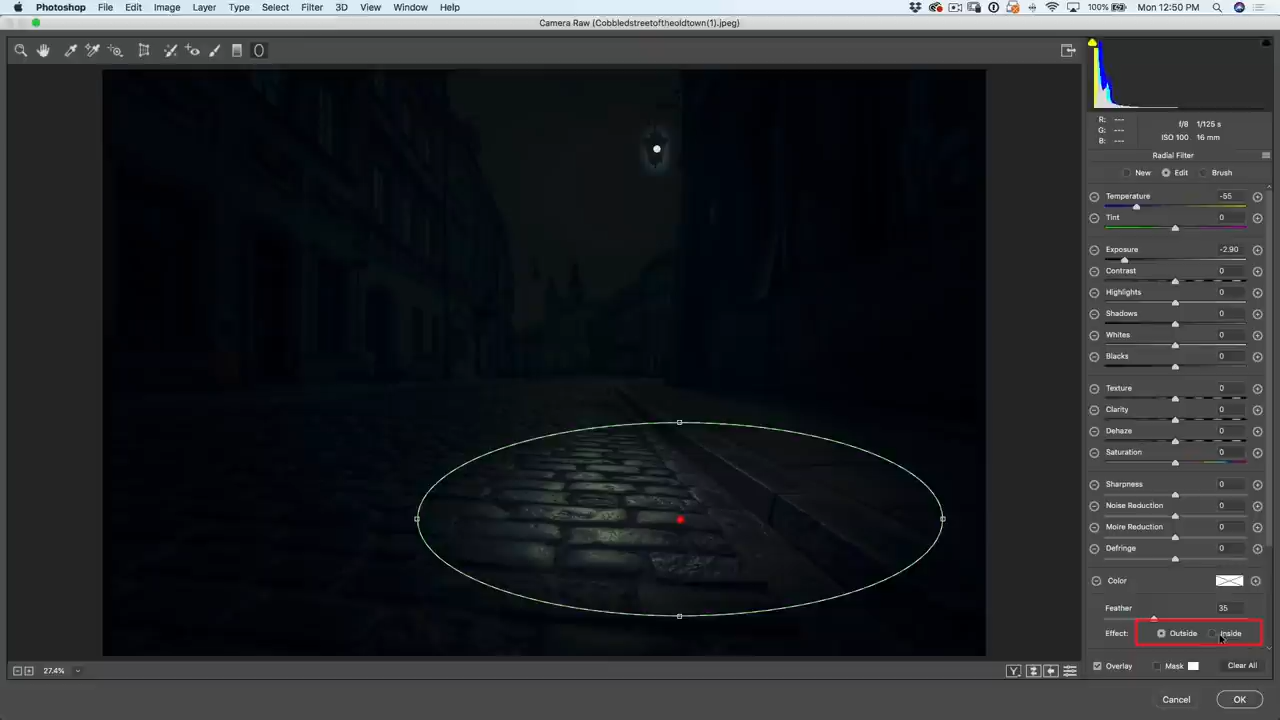 Photoshop File Edit Image Layer Type Select Filter 3D View Window Help 100% Mon 12:50 PM
Camera Raw (Cobbledstreetoftheoldtown(1).jpeg)
R: ---
G: ---
B: ---
f/8 1/125 s
ISO 100 16 mm
Radial Filter
New Edit Brush
Temperature -55
Tint 0
Exposure -2.90
Contrast 0
Highlights 0
Shadows 0
Whites 0
Blacks 0
Texture 0
Clarity 0
Dehaze 0
Saturation 0
Sharpness 0
Noise Reduction 0
Moire Reduction 0
Defringe 0
Color
Feather 35
Effect: Outside Inside
27.4% Y Overlay Mask Clear All
Cancel OK